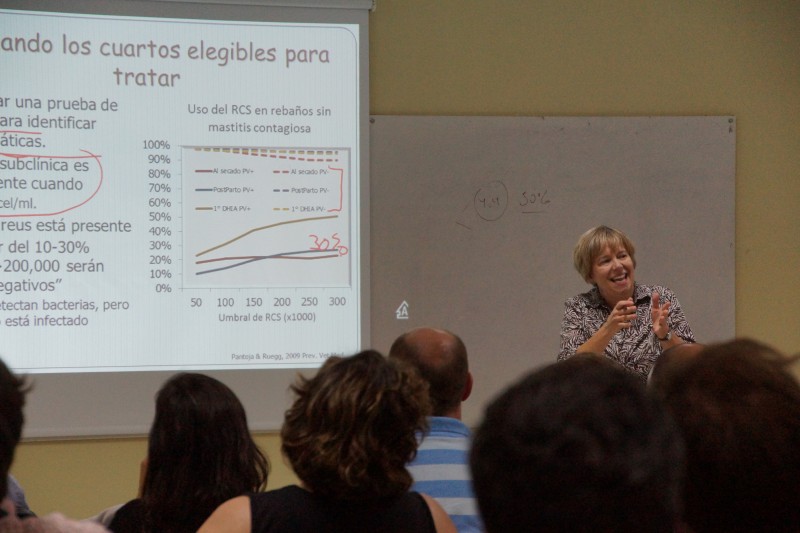 ando los cuartos elegibles para
tratar
ar una prueba de
ara identificar
áticas.
subclínica es
ente cuando
cel/ml.
reus está presente
r del 10-30%
-200,000 serán
egativos”
etectan bacterias, pero
está infectado
Uso del RCS en rebaños sin
mastitis contagiosa
100%
90%
80%
70%
60%
50%
40%
30%
20%
10%
0%
Al secado PV+
Al secado PV-
PostParto PV+
PostParto PV-
1° DHIA PV+
1° DHIA PV-
30%
50 100 150 200 250 300
Umbral de RCS (x1000)
Pantoja & Ruegg, 2009 Prev. Vet
30%